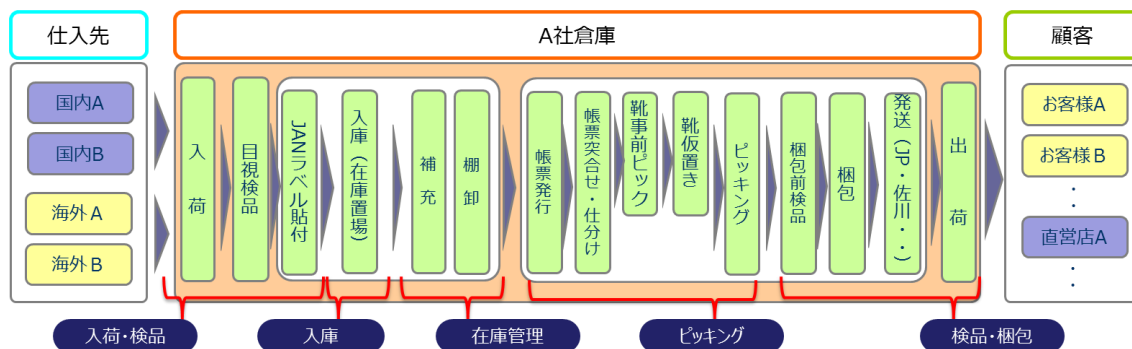 仕入先
A社倉庫
顧客
国内A
国内B
海外A
海外B
入荷
目視検品
JANラベル貼付
入庫（在庫置場）
補充
棚卸
帳票発行
帳票突合せ・仕分け
靴事前ピック
靴仮置き
ピッキング
梱包前検品
梱包
発送（JP・佐川・・）
出荷
お客様A
お客様B
・
・
直営店A
・
・
入荷・検品
入庫
在庫管理
ピッキング
検品・梱包